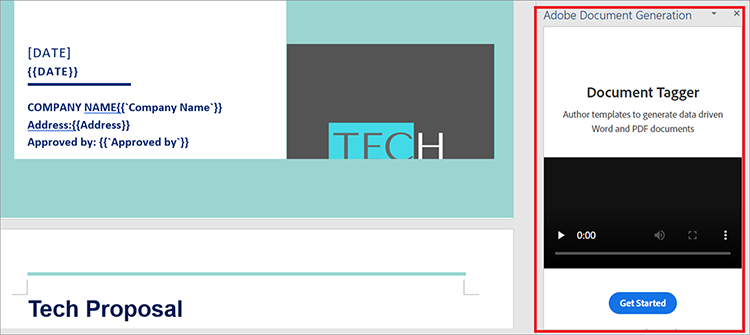 [DATE]
{{DATE}}
COMPANY NAME{{`Company Name`}}
Address:{{Address}}
Approved by: {{`Approved by`}}
TECH
Tech Proposal
Adobe Document Generation
Document Tagger
Author templates to generate data driven
Word and PDF documents
0:00
Get Started